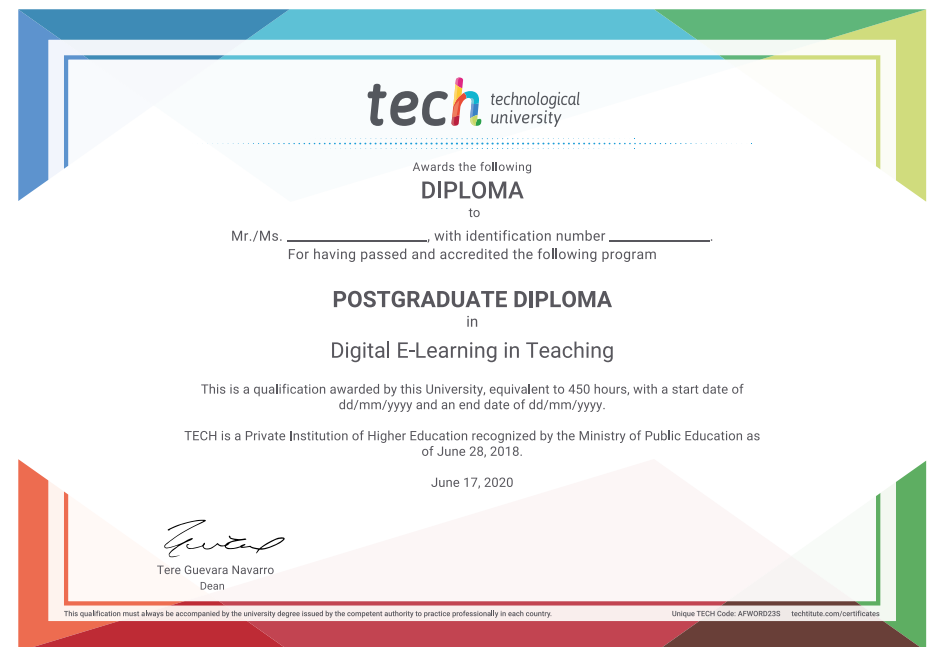 tech technological
university
Awards the following
DIPLOMA
to
Mr./Ms. ____________________, with identification number ______________.
For having passed and accredited the following program
POSTGRADUATE DIPLOMA
in
Digital E-Learning in Teaching
This is a qualification awarded by this University, equivalent to 450 hours, with a start date of
dd/mm/yyyy and an end date of dd/mm/yyyy.
TECH is a Private Institution of Higher Education recognized by the Ministry of Public Education as
of June 28, 2018.
June 17, 2020
Tere Guevara Navarro
Dean
This qualification must always be accompanied by the university degree issued by the competent authority to practice professionally in each country. Unique TECH Code: AFWORD23S techtitute.com/certificates